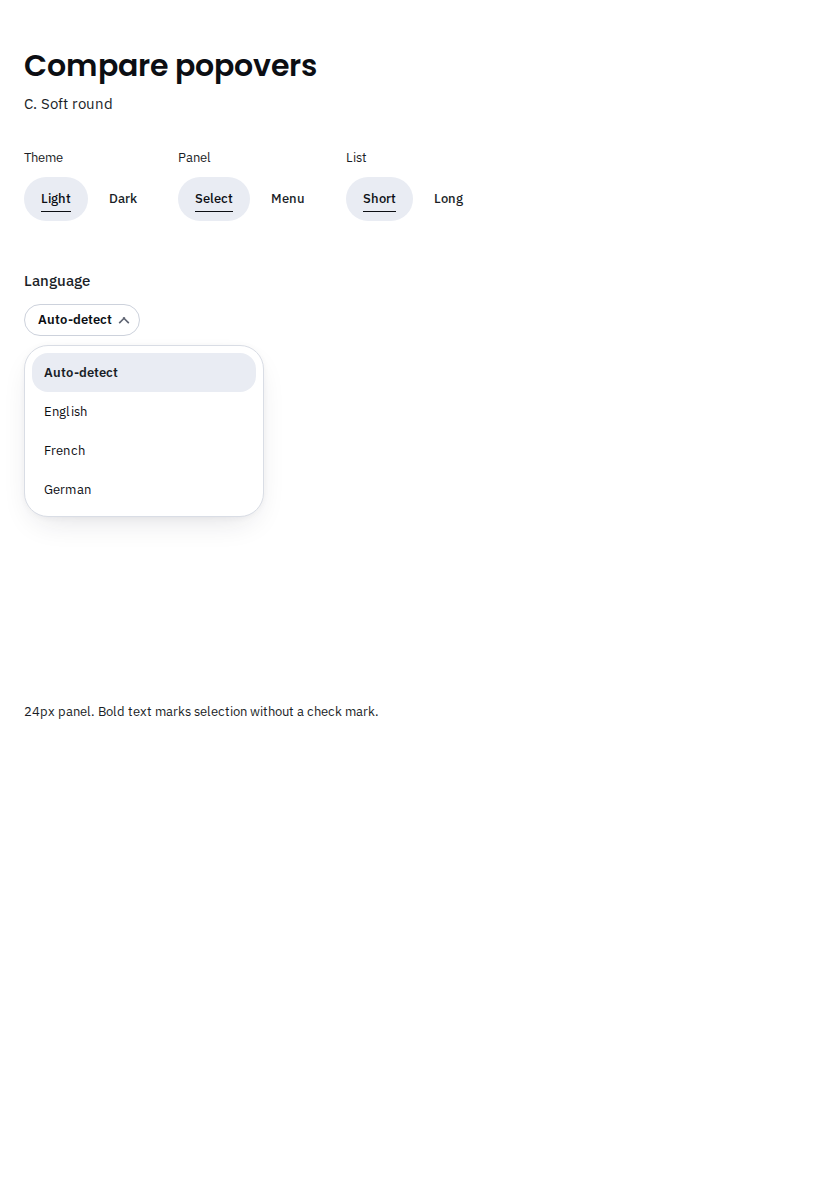 Compare popovers
C. Soft round
Theme Panel List
Light Dark Select Menu Short Long
Language
Auto-detect
Auto-detect
English
French
German
24px panel. Bold text marks selection without a check mark.